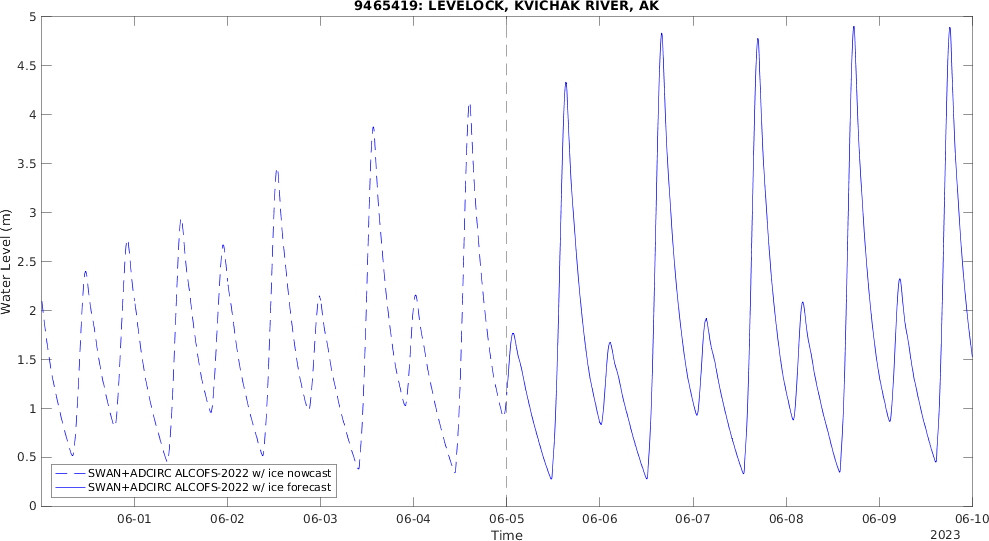 9465419: LEVELOCK, KVICHAK RIVER, AK
5
4.5
4
3.5
3
2.5
2
1.5
1
0.5
0
Water Level (m)
SWAN+ADCIRC ALCOFS-2022 w/ ice nowcast
SWAN+ADCIRC ALCOFS-2022 w/ ice forecast
06-01 06-02 06-03 06-04 06-05 06-06 06-07 06-08 06-09 06-10
Time
2023